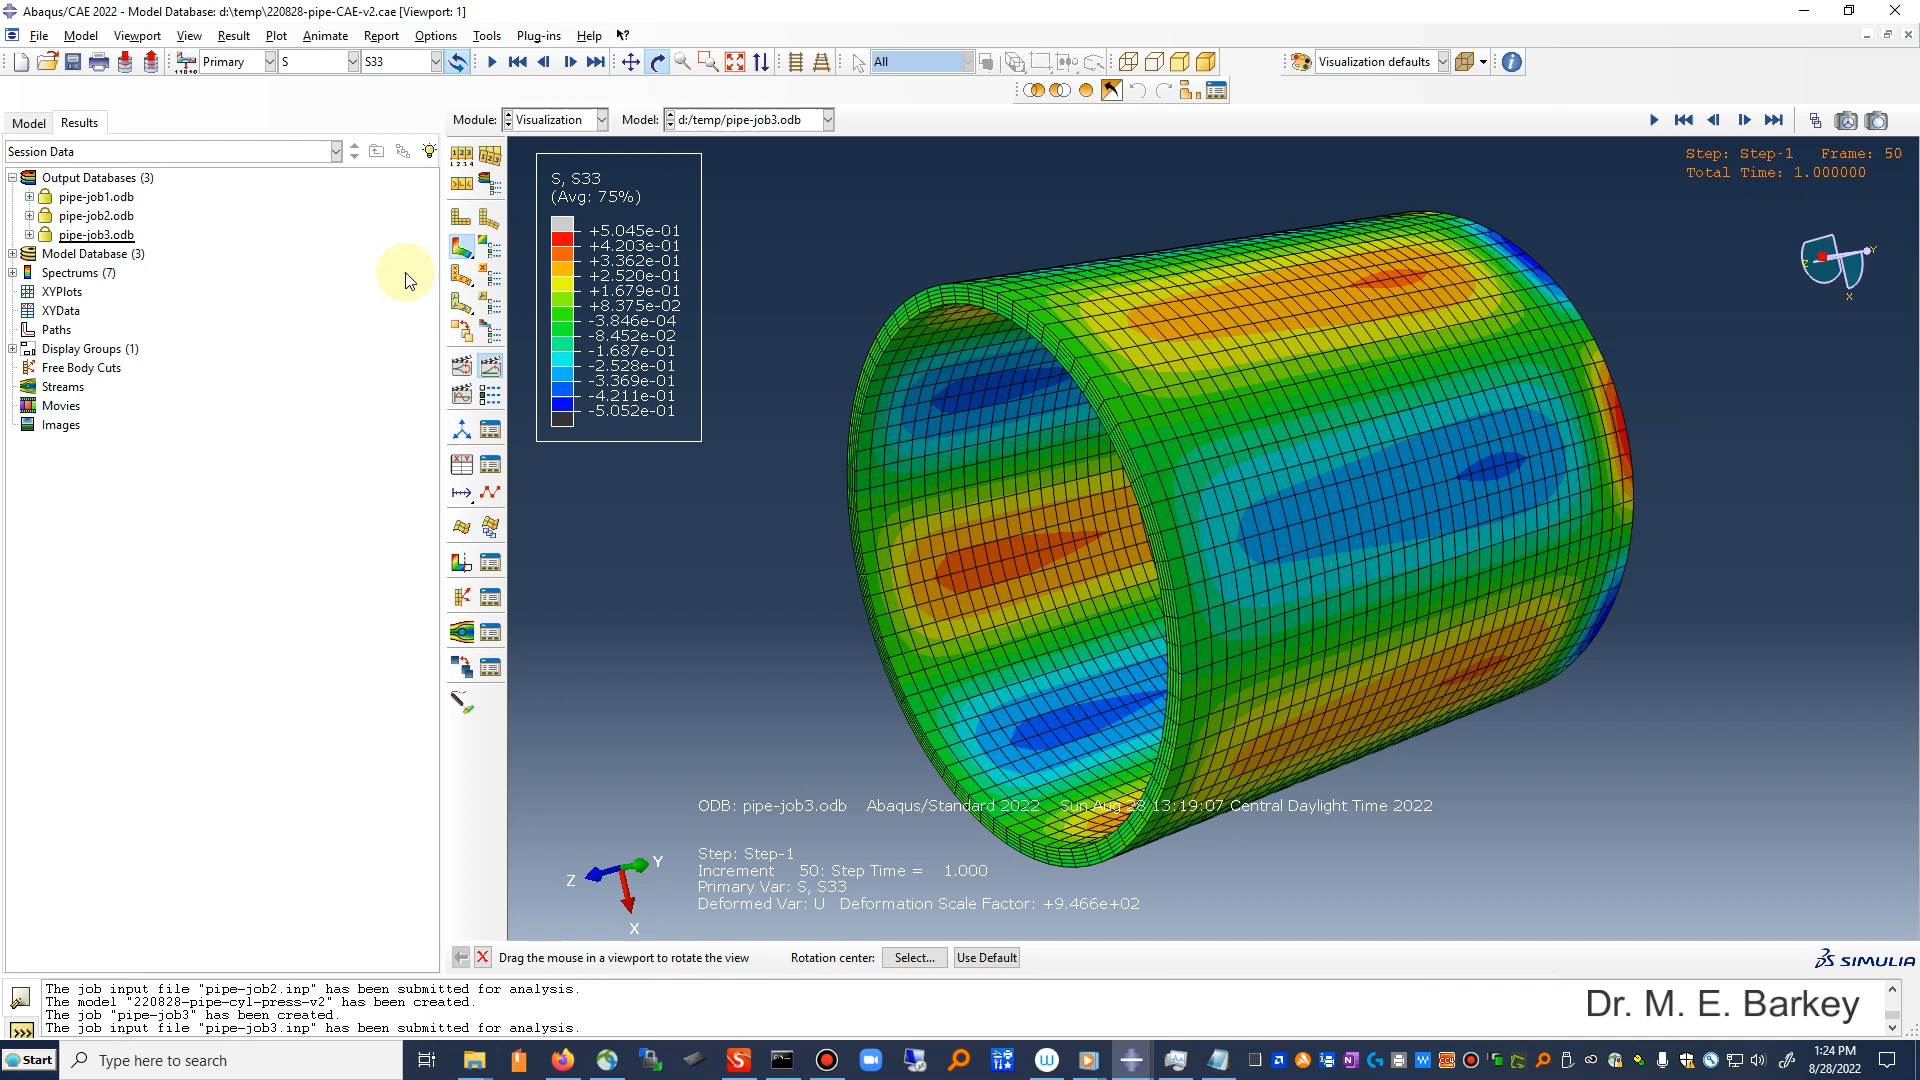 Abaqus/CAE 2022 - Model Database: d:\temp\220828-pipe-CAE-v2.cae [Viewport: 1]
File Model Viewport View Result Plot Animate Report Options Tools Plug-ins Help
Primary S S33 All Visualization defaults
Model Results
Module: Visualization Model: d:/temp/pipe-job3.odb
Session Data
Output Databases (3)
pipe-job1.odb
pipe-job2.odb
pipe-job3.odb
Model Database (3)
Spectrums (7)
XYPlots
XYData
Paths
Display Groups (1)
Free Body Cuts
Streams
Movies
Images
S, S33
(Avg: 75%)
+5.045e-01
+4.203e-01
+3.362e-01
+2.520e-01
+1.679e-01
+8.375e-02
-3.846e-04
-8.452e-02
-1.687e-01
-2.528e-01
-3.369e-01
-4.211e-01
-5.052e-01
Step: Step-1 Frame: 50
Total Time: 1.000000
Y
Z
X
ODB: pipe-job3.odb Abaqus/Standard 2022 Sun Aug 28 13:19:07 Central Daylight Time 2022
Step: Step-1
Increment 50: Step Time = 1.000
Primary Var: S, S33
Deformed Var: U Deformation Scale Factor: +9.466e+02
Y
Z
X
Drag the mouse in a viewport to rotate the view Rotation center: Select... Use Default
SIMULIA
The job input file "pipe-job2.inp" has been submitted for analysis.
The model "220828-pipe-cyl-press-v2" has been created.
The job "pipe-job3" has been created.
The job input file "pipe-job3.inp" has been submitted for analysis.
Dr. M. E. Barkey
Start Type here to search
1:24 PM
8/28/2022